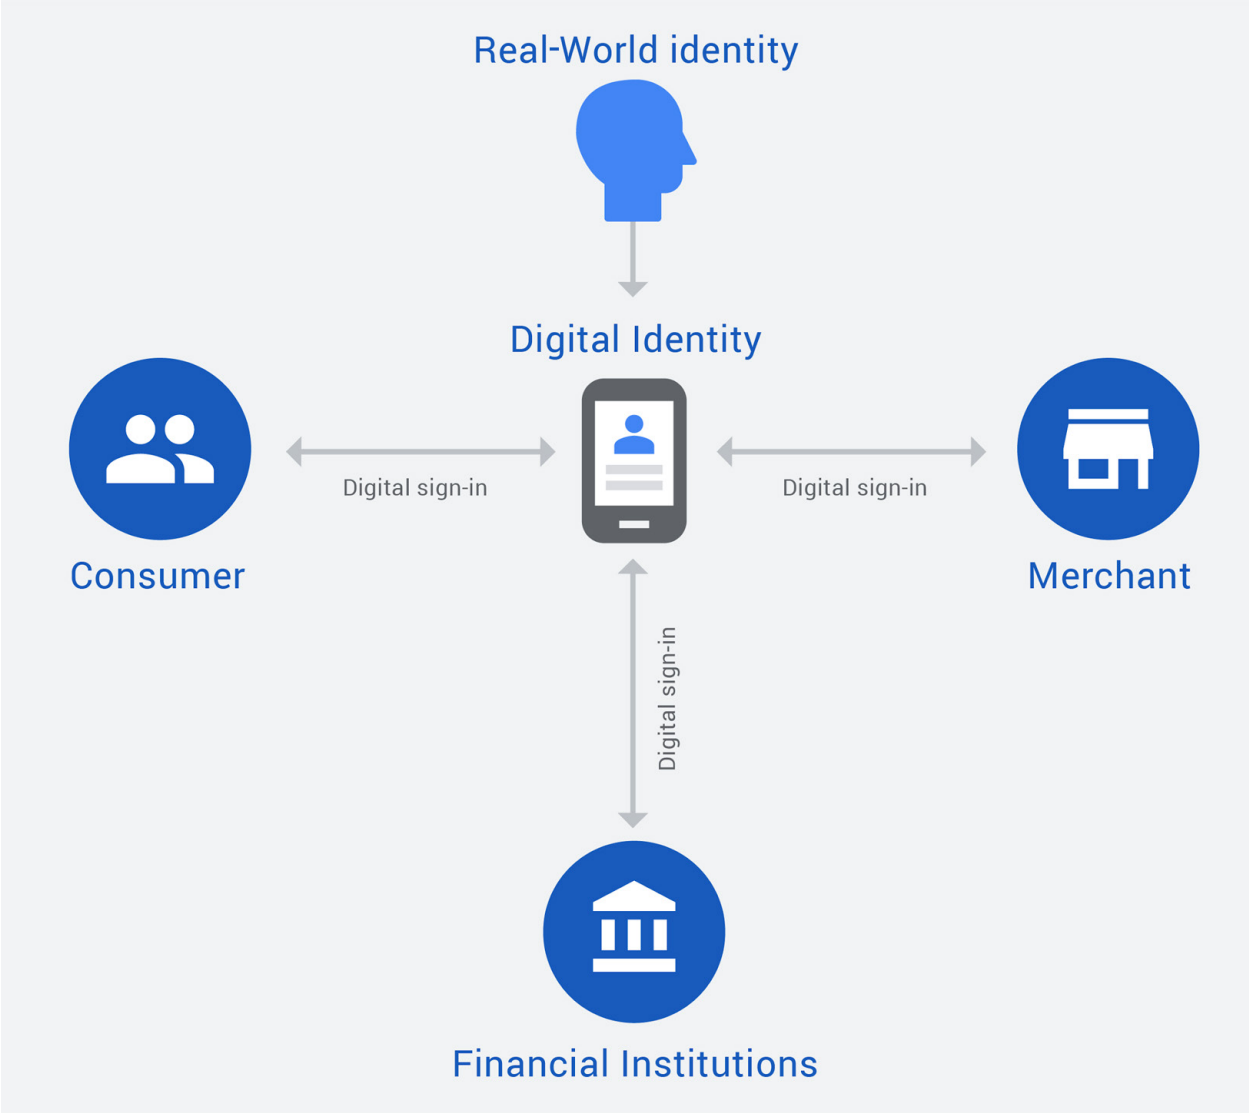 Real-World identity
Digital Identity
Digital sign-in
Digital sign-in
Consumer
Merchant
Digital sign-in
Financial Institutions